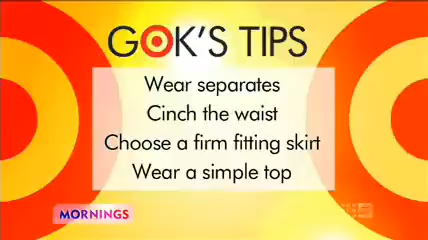 GOK'S TIPS
Wear separates
Cinch the waist
Choose a firm fitting skirt
Wear a simple top
MORNINGS